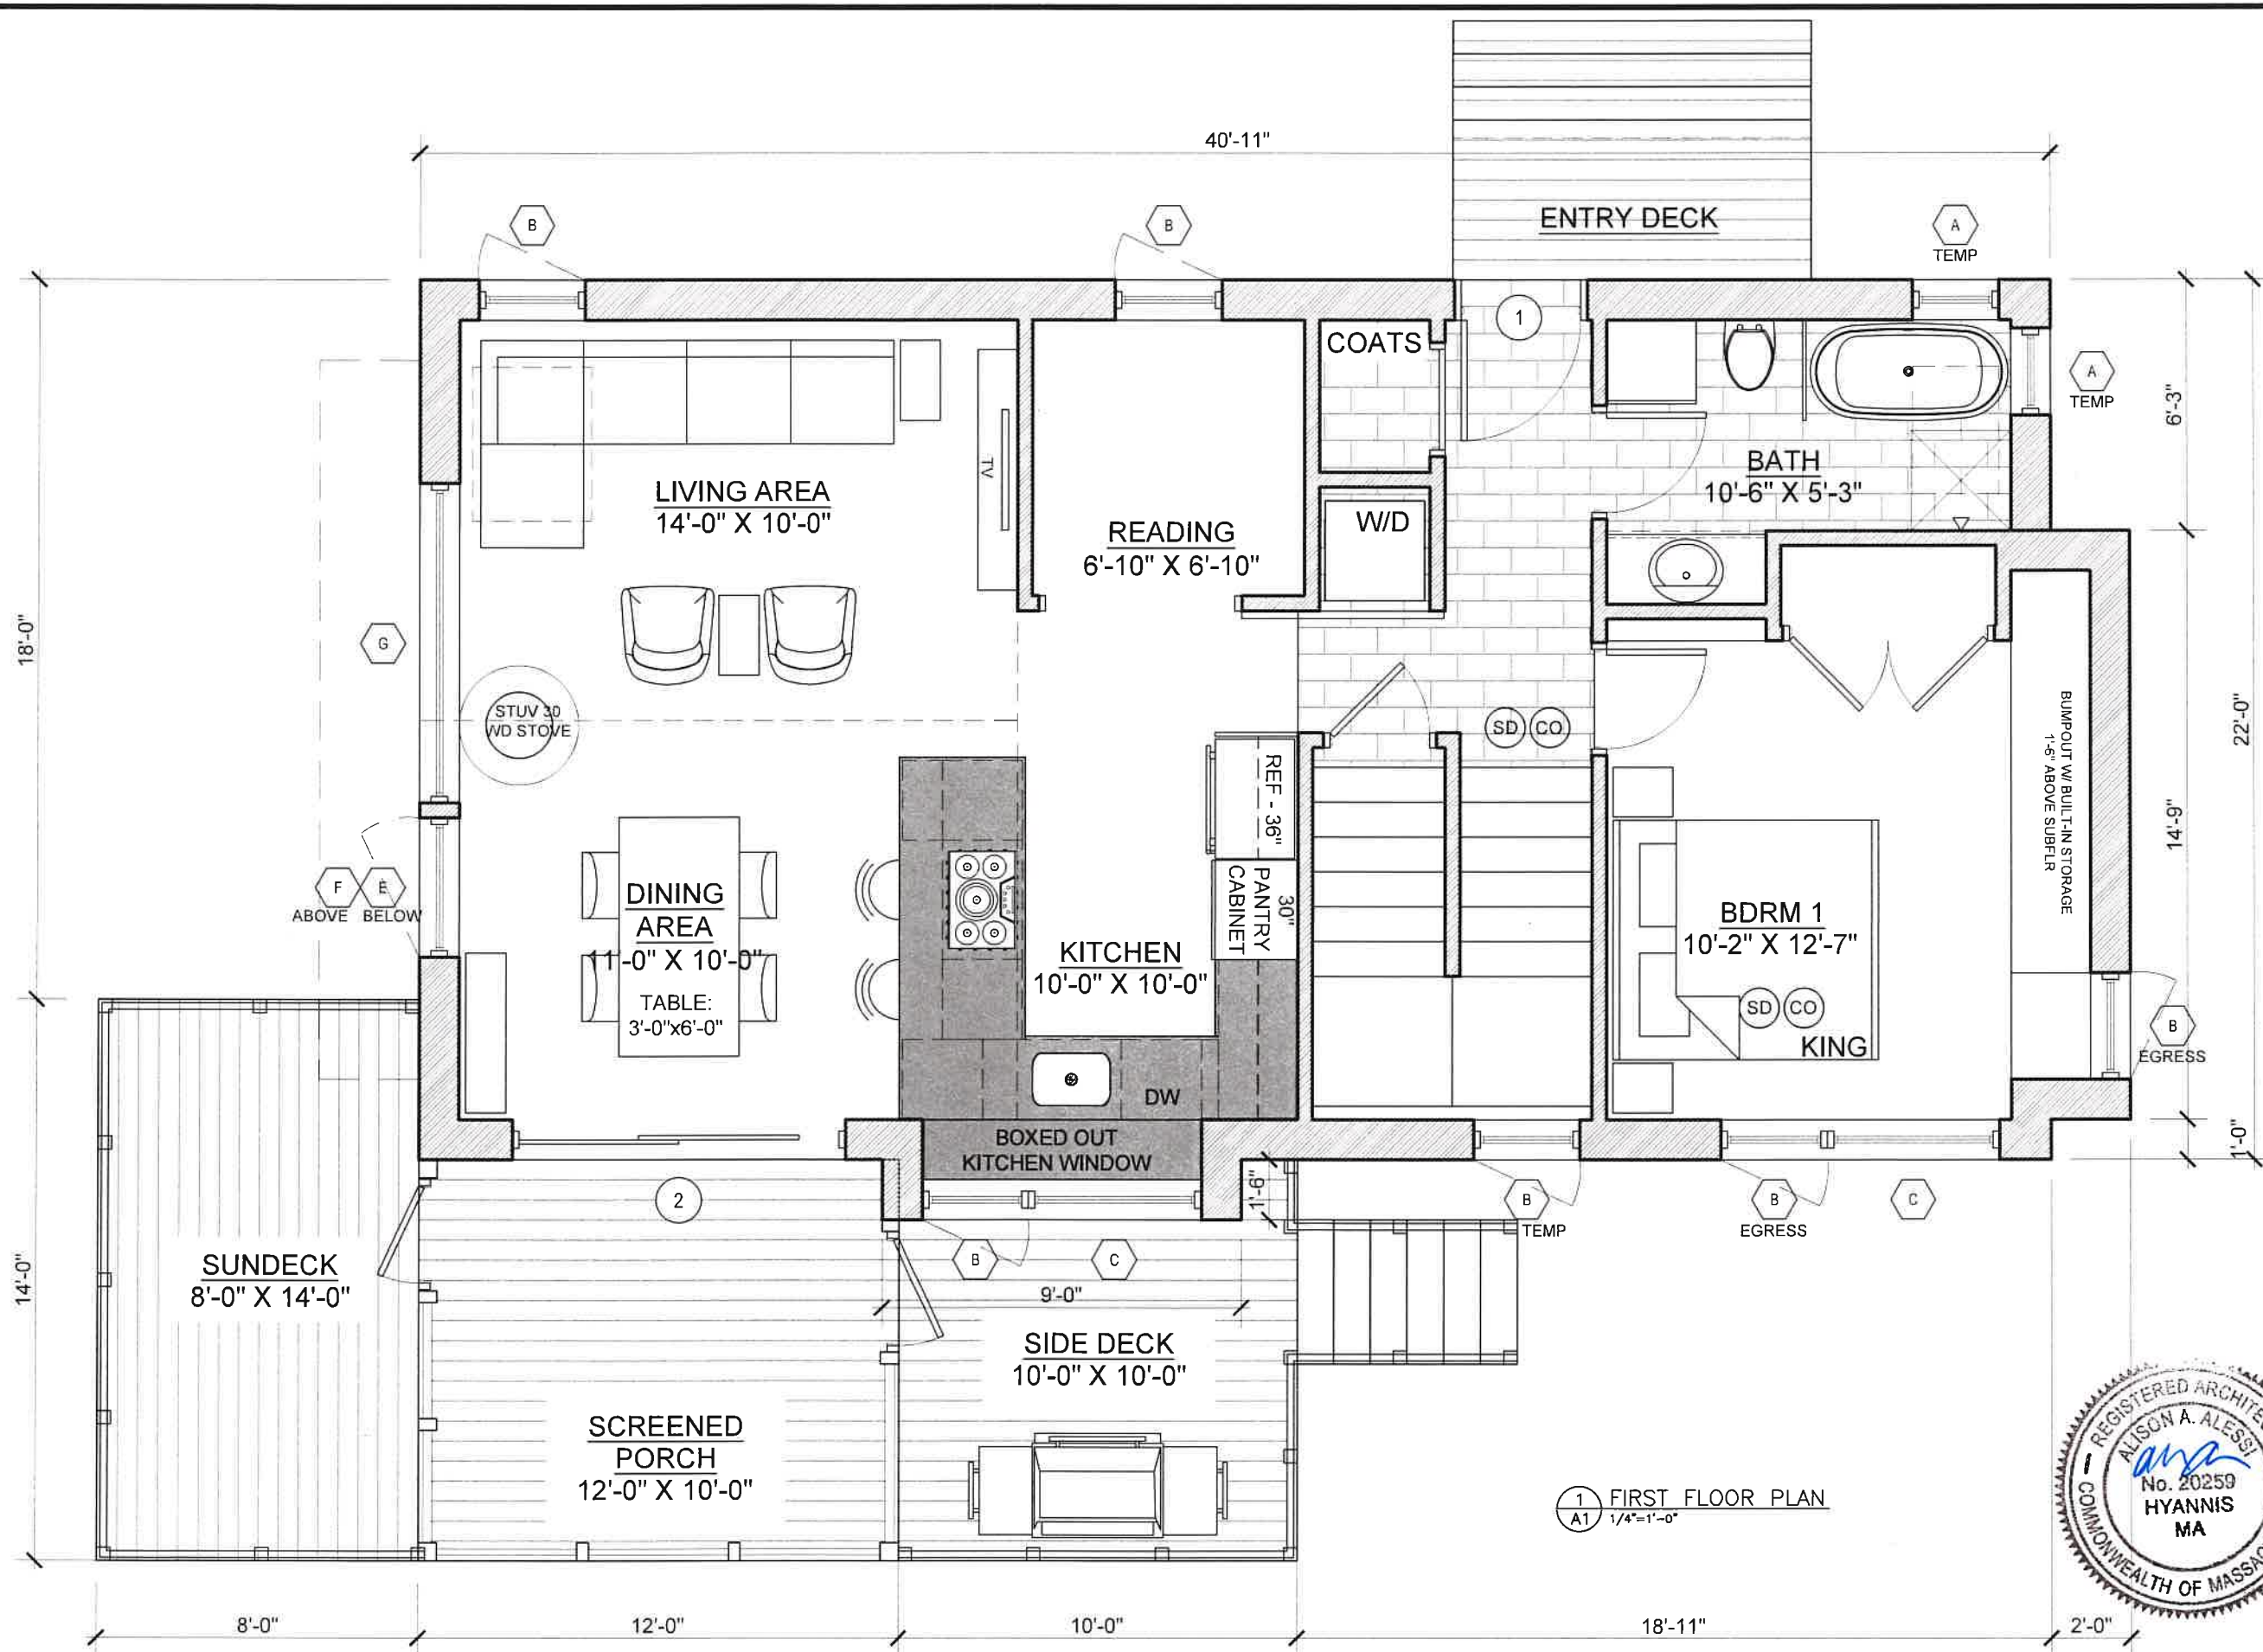 40'-11"
ENTRY DECK
B
B
A
TEMP
1
COATS
A
TEMP
6'-3"
LIVING AREA
14'-0" X 10'-0"
TV
READING
6'-10" X 6'-10"
W/D
BATH
10'-6" X 5'-3"
18'-0"
G
STUV 30
WD STOVE
SD
CO
REF - 36"
BUMPOUT W/ BUILT-IN STORAGE
1'-6" ABOVE SUBFLR
22'-0"
14'-9"
F
E
ABOVE
BELOW
DINING
AREA
11'-0" X 10'-0"
TABLE:
3'-0"x6'-0"
30"
PANTRY
CABINET
KITCHEN
10'-0" X 10'-0"
BDRM 1
10'-2" X 12'-7"
SD
CO
KING
B
EGRESS
DW
BOXED OUT
KITCHEN WINDOW
1'-0"
2
1'-6"
B
TEMP
B
EGRESS
C
SUNDECK
8'-0" X 14'-0"
14'-0"
B
C
9'-0"
SIDE DECK
10'-0" X 10'-0"
SCREENED
PORCH
12'-0" X 10'-0"
1
A1
FIRST FLOOR PLAN
1/4"=1'-0"
REGISTERED ARCHITE
ALISON A. ALESSI
No. 20259
HYANNIS
MA
COMMONWEALTH OF MASSAC
8'-0"
12'-0"
10'-0"
18'-11"
2'-0"